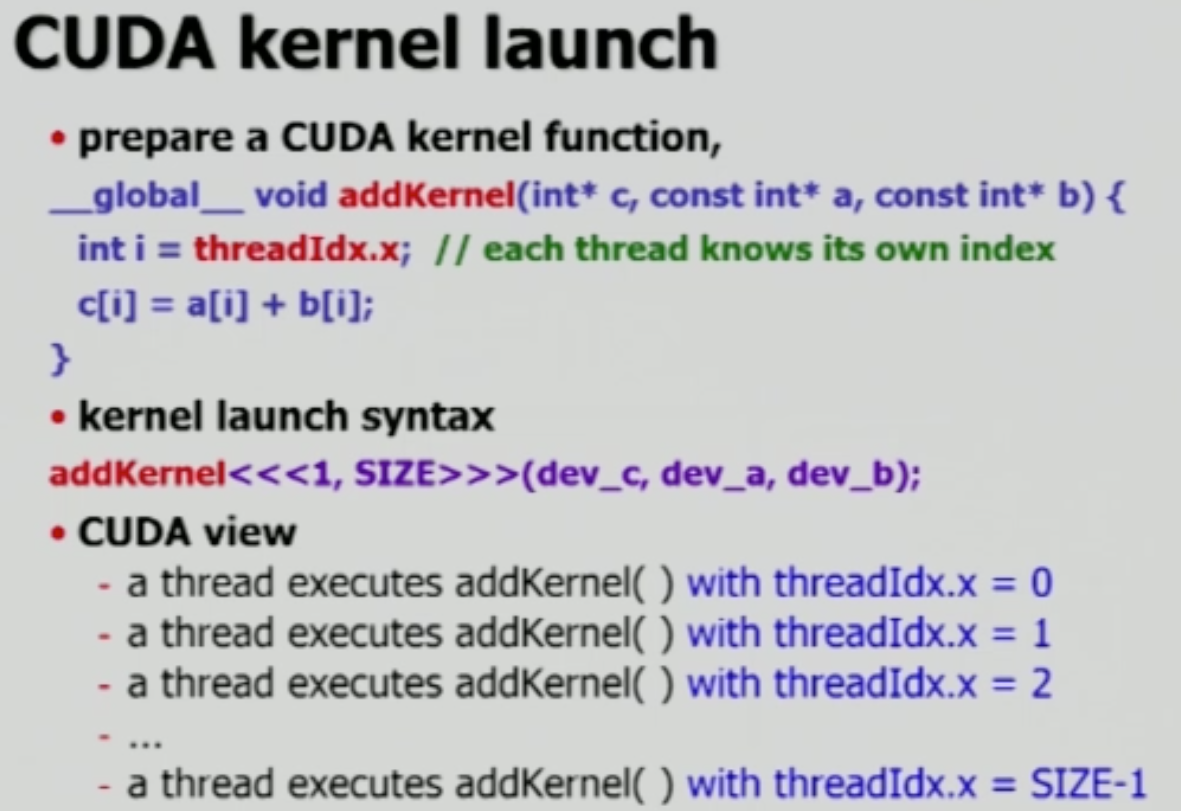 CUDA kernel launch
• prepare a CUDA kernel function,
__global__ void addKernel(int* c, const int* a, const int* b) {
int i = threadIdx.x; // each thread knows its own index
c[i] = a[i] + b[i];
}
• kernel launch syntax
addKernel<<<1, SIZE>>>(dev_c, dev_a, dev_b);
• CUDA view
- a thread executes addKernel( ) with threadIdx.x = 0
- a thread executes addKernel( ) with threadIdx.x = 1
- a thread executes addKernel( ) with threadIdx.x = 2
- ...
- a thread executes addKernel( ) with threadIdx.x = SIZE-1